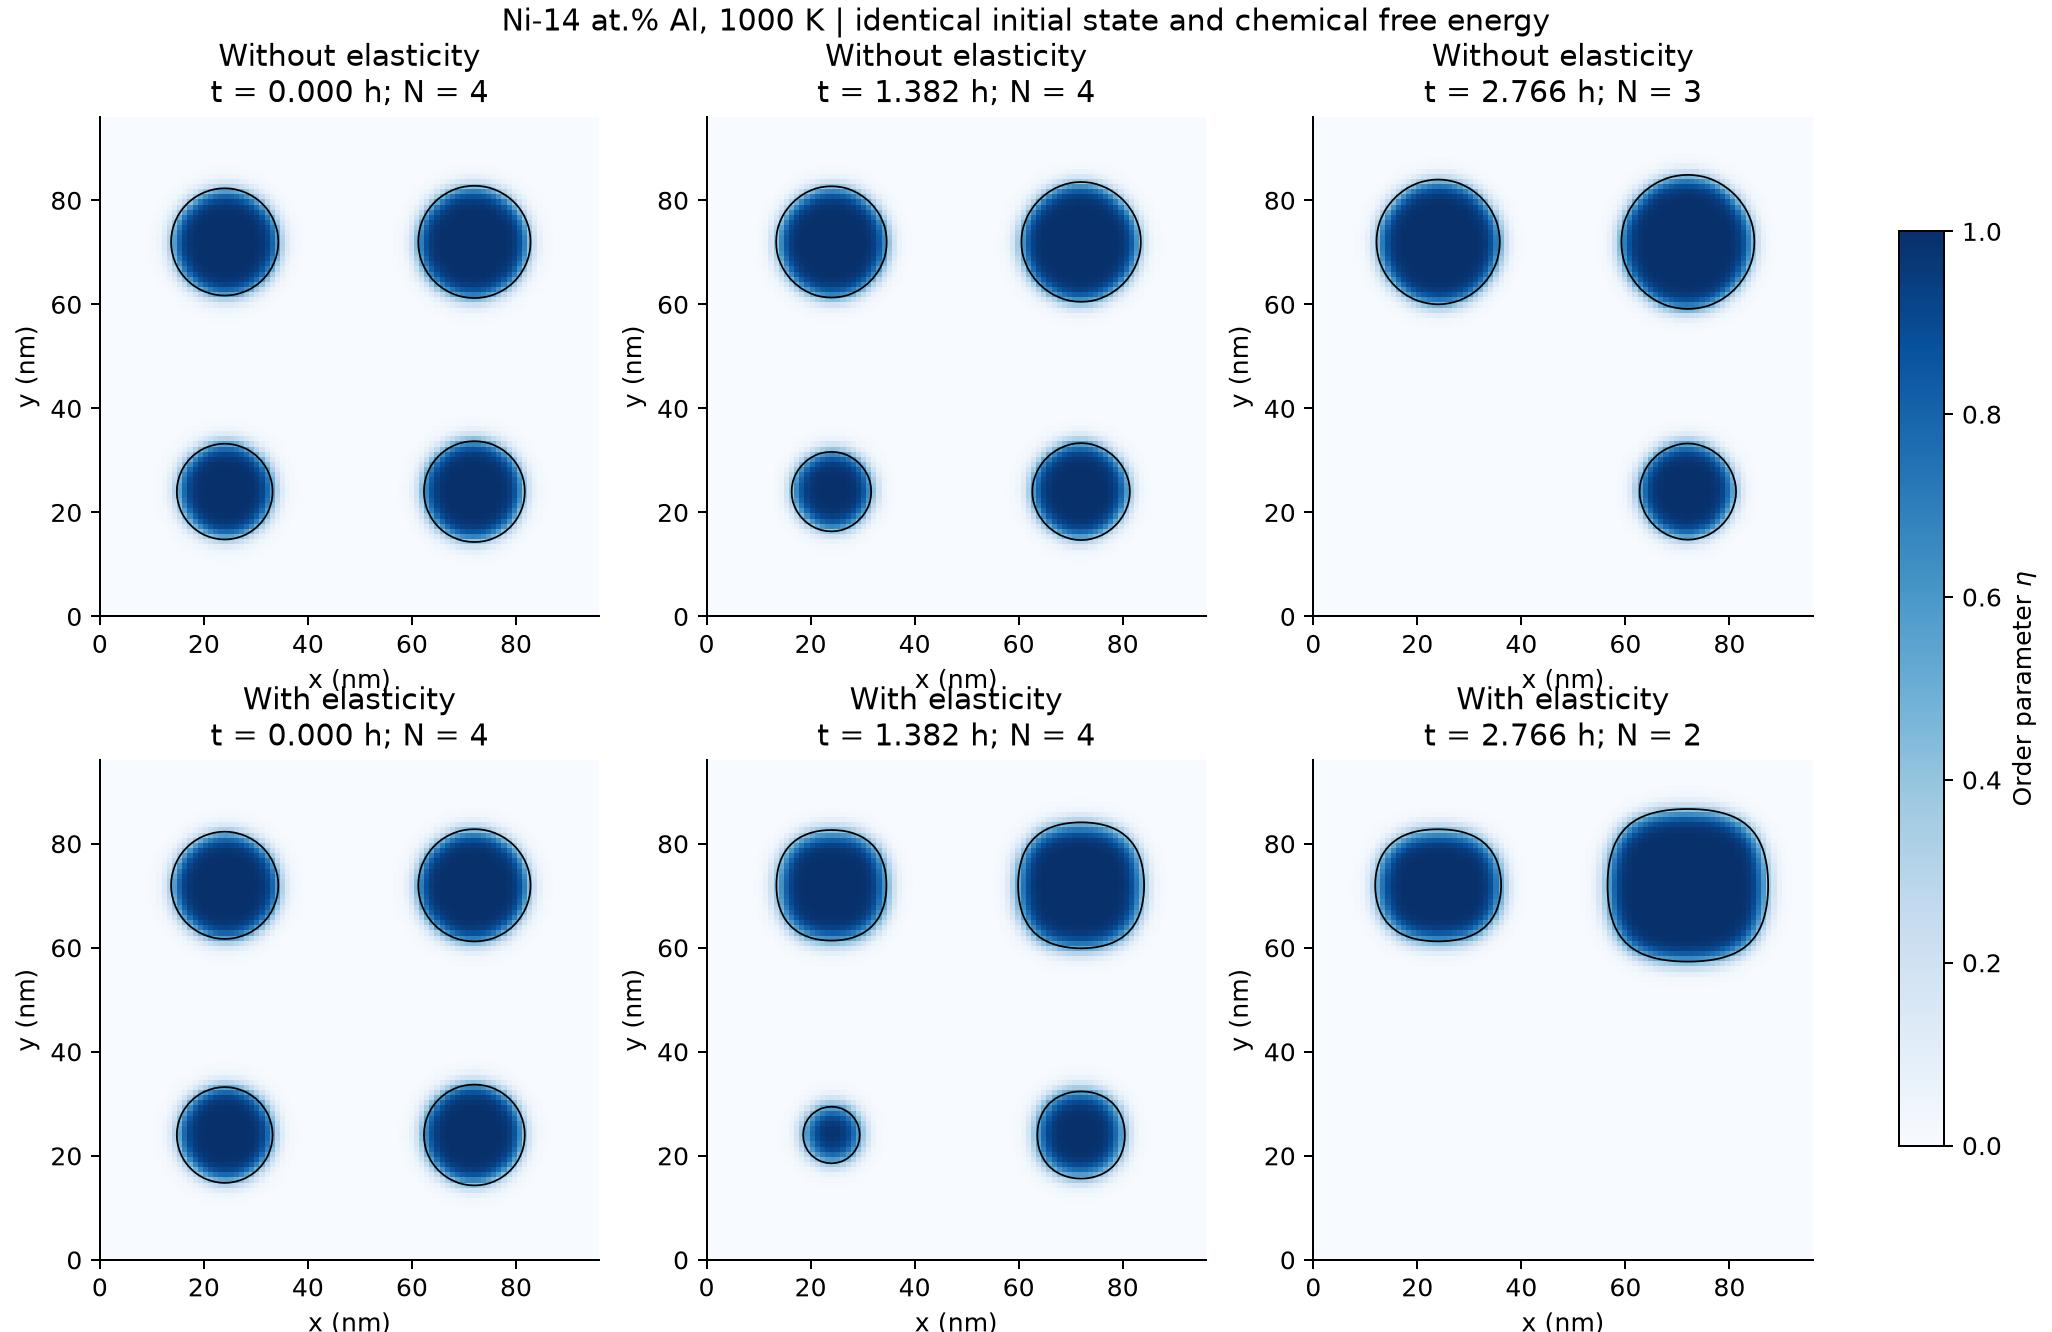 Ni-14 at.% Al, 1000 K | identical initial state and chemical free energy
Without elasticity
t = 0.000 h; N = 4
80
60
40
20
0
y (nm)
0 20 40 60 80
x (nm)
Without elasticity
t = 1.382 h; N = 4
80
60
40
20
0
y (nm)
0 20 40 60 80
x (nm)
Without elasticity
t = 2.766 h; N = 3
80
60
40
20
0
y (nm)
0 20 40 60 80
x (nm)
With elasticity
t = 0.000 h; N = 4
80
60
40
20
0
y (nm)
0 20 40 60 80
x (nm)
With elasticity
t = 1.382 h; N = 4
80
60
40
20
0
y (nm)
0 20 40 60 80
x (nm)
With elasticity
t = 2.766 h; N = 2
80
60
40
20
0
y (nm)
0 20 40 60 80
x (nm)
1.0
0.8
0.6
0.4
0.2
0.0
Order parameter η